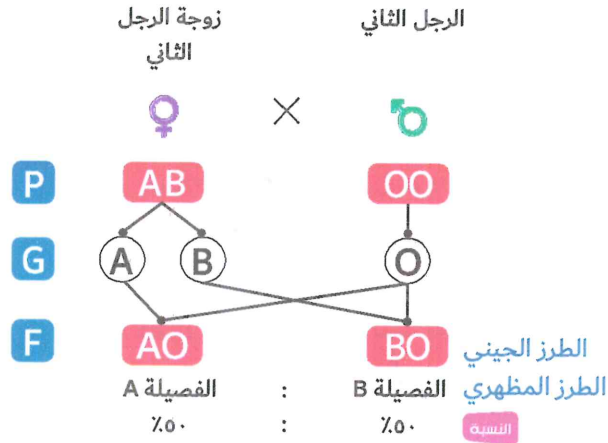 الرجل الثاني
زوجة الرجل
الثاني
♂ × ♀
P AB OO
G A B O
F AO BO الطرز الجيني
الطرز المظهري الفصيلة B : الفصيلة A
النسبة ٥٠٪ : ٥٠٪